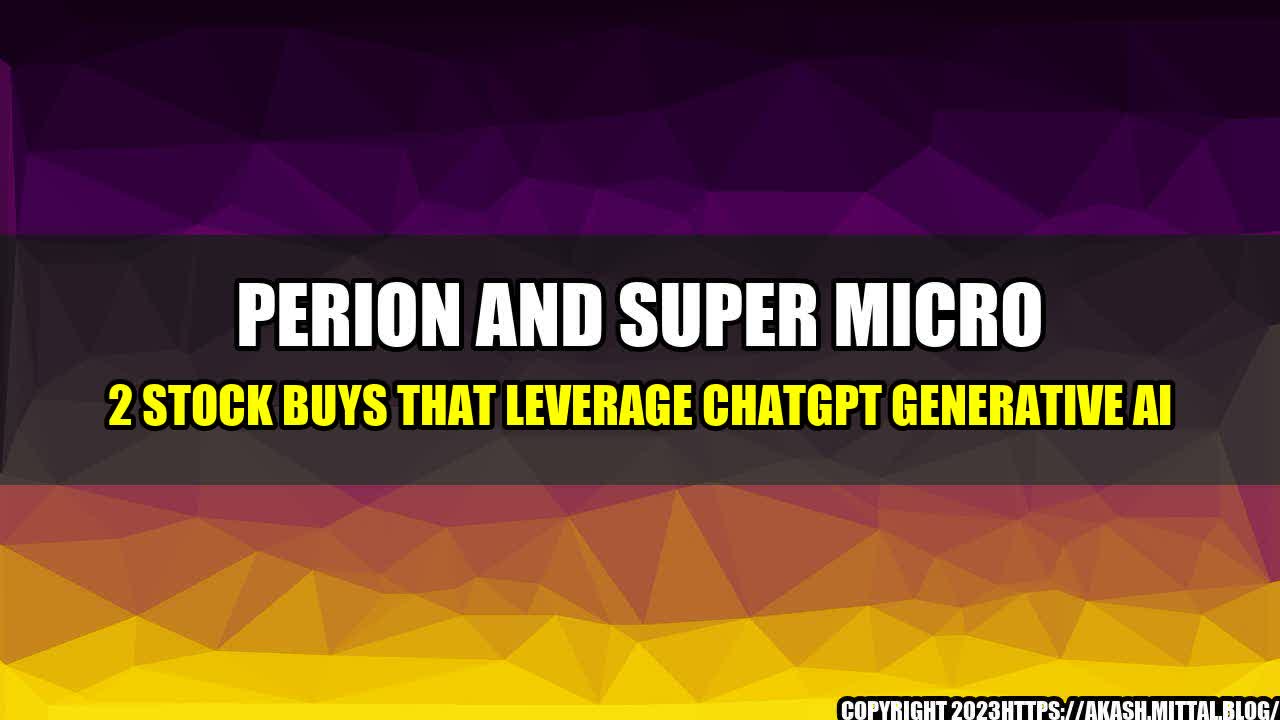 PERION AND SUPER MICRO
2 STOCK BUYS THAT LEVERAGE CHATGPT GENERATIVE AI
COPYRIGHT 2023HTTPS://AKASH.MITTAL.BLOG/